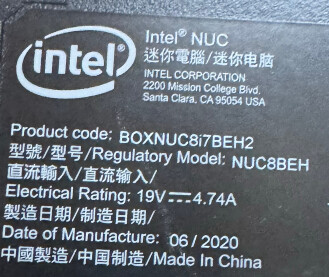 intel®
Intel® NUC
迷你電腦/迷你电脑
INTEL CORPORATION
2200 Mission College Blvd.
Santa Clara, CA 95054 USA
Product code: BOXNUC8i7BEH2
型號/型号/Regulatory Model: NUC8BEH
直流輸入/直流输入/
Electrical Rating: 19V⎓4.74A
製造日期/制造日期/
Date of Manufacture: 06/2020
中國製造/中国制造/Made In China